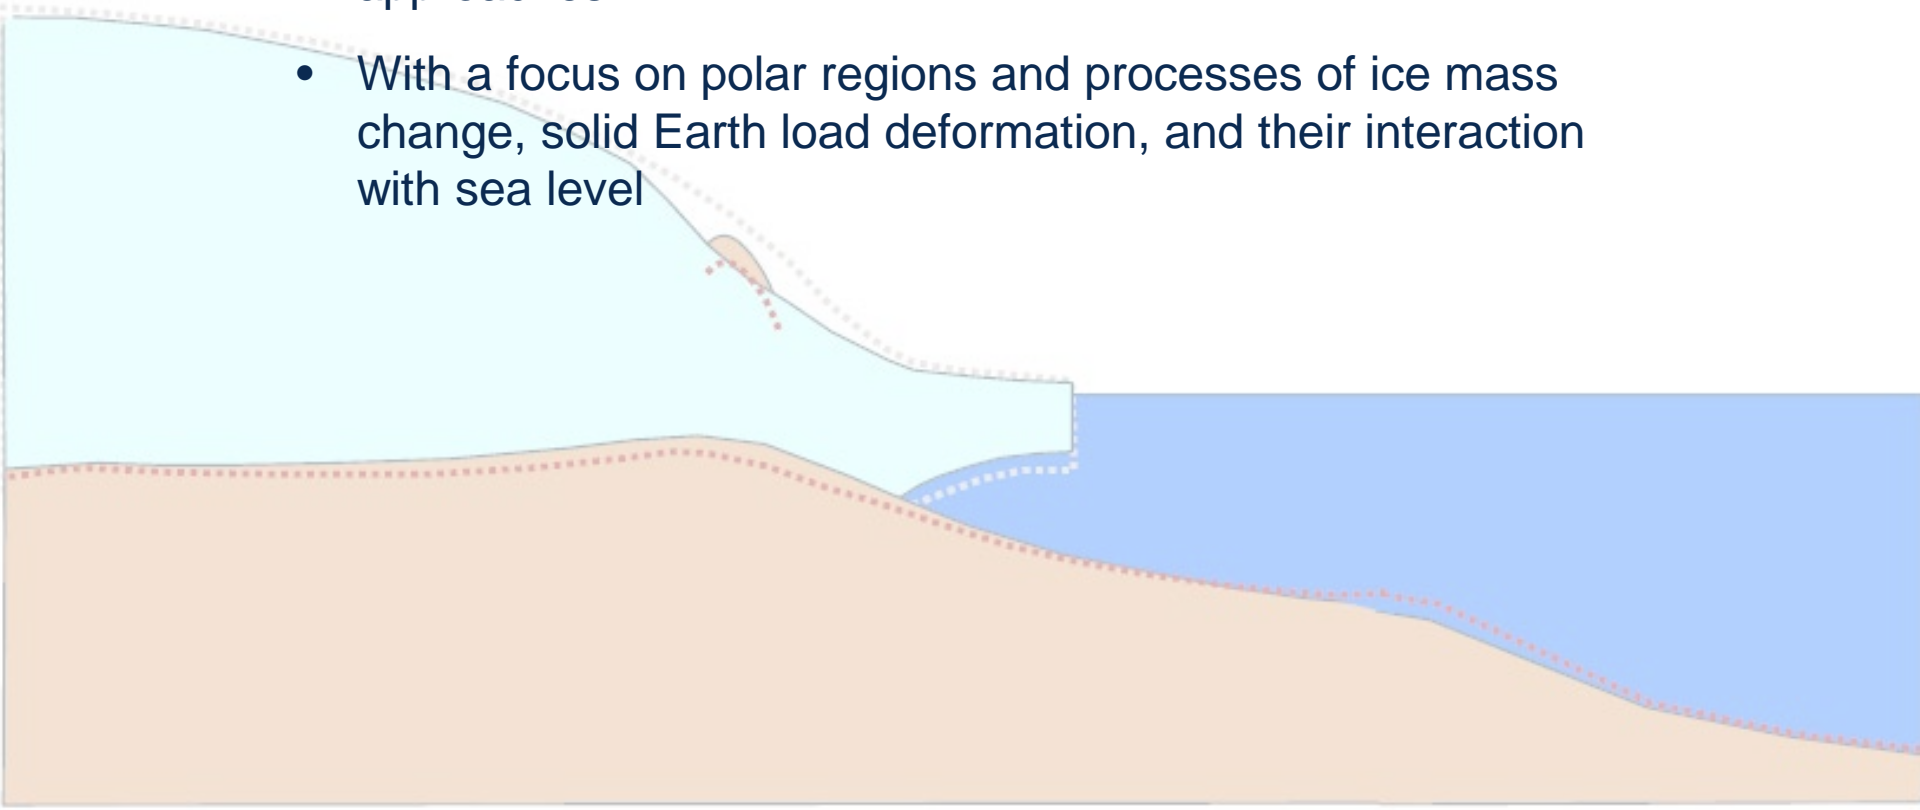 • With a focus on polar regions and processes of ice mass
change, solid Earth load deformation, and their interaction
with sea level